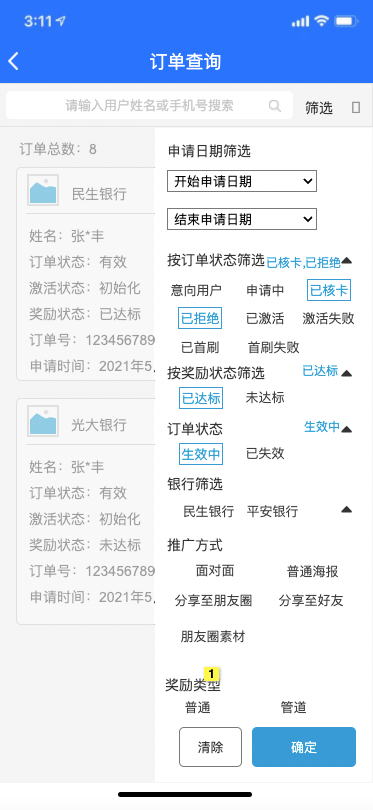 3:11
订单查询
请输入用户姓名或手机号搜索
筛选
订单总数：8
民生银行
姓名：张*丰
订单状态：有效
激活状态：初始化
奖励状态：已达标
订单号：123456789
申请时间：2021年5
光大银行
姓名：张*丰
订单状态：有效
激活状态：初始化
奖励状态：未达标
订单号：123456789
申请时间：2021年5
申请日期筛选
开始申请日期
结束申请日期
按订单状态筛选 已核卡,已拒绝
意向用户 申请中 已核卡
已拒绝 已激活 激活失败
已首刷 首刷失败
按奖励状态筛选 已达标
已达标 未达标
订单状态 生效中
生效中 已失效
银行筛选
民生银行 平安银行
推广方式
面对面 普通海报
分享至朋友圈 分享至好友
朋友圈素材
1
奖励类型
普通 管道
清除 确定